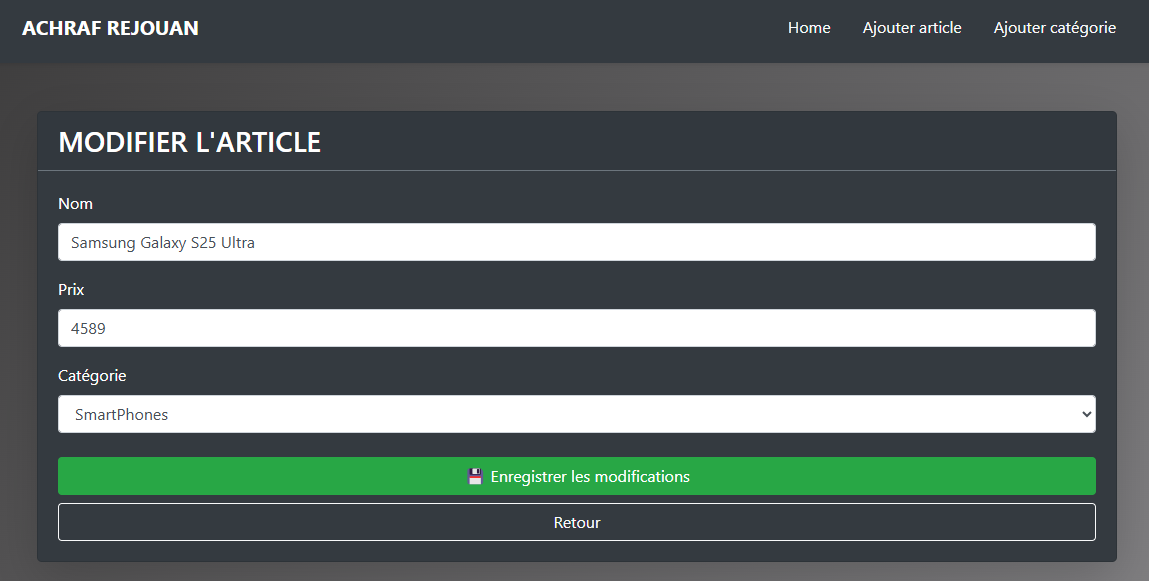 ACHRAF REJOUAN Home Ajouter article Ajouter catégorie
MODIFIER L'ARTICLE
Nom
Samsung Galaxy S25 Ultra
Prix
4589
Catégorie
SmartPhones
💾 Enregistrer les modifications
Retour